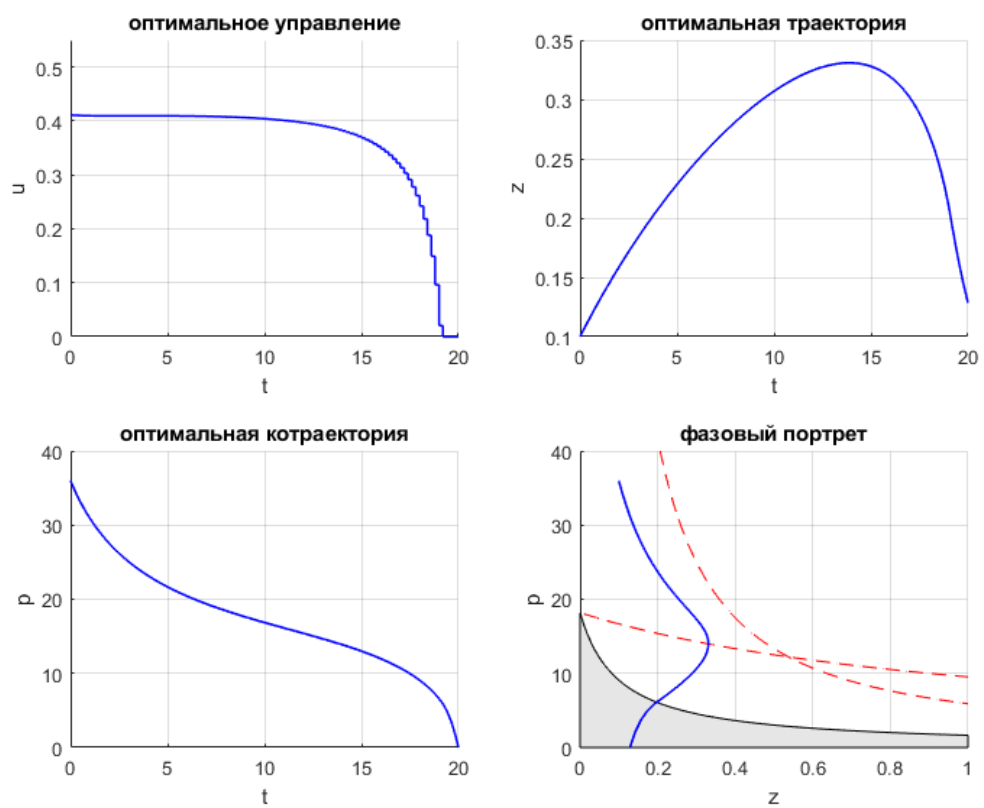 оптимальное управление
0.5
0.4
0.3
0.2
0.1
0
u
0 5 10 15 20
t
оптимальная траектория
0.35
0.3
0.25
0.2
0.15
0.1
z
0 5 10 15 20
t
оптимальная котраектория
40
30
20
10
0
p
0 5 10 15 20
t
фазовый портрет
40
30
20
10
0
p
0 0.2 0.4 0.6 0.8 1
z